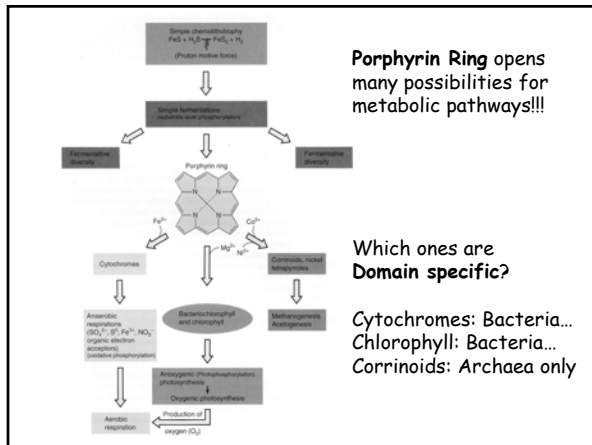 Simple chemolithotrophy
FeS + H₂S → FeS₂ + H₂
(Proton motive force)
Simple fermentations
(substrate-level phosphorylation)
Fermentative
diversity
Fermentative
diversity
Porphyrin ring
N
N
N
N
Fe²⁺
Mg²⁺
Ni²⁺
Co²⁺
Cytochromes
Bacteriochlorophyll
and chlorophyll
Corrinoids, nickel
tetrapyrroles
Anaerobic
respirations
(SO₄²⁻, S⁰, Fe³⁺, NO₃⁻
organic electron
acceptors)
(oxidative phosphorylation)
Methanogenesis
Acetogenesis
Anoxygenic (Photophosphorylation)
photosynthesis
Oxygenic photosynthesis
Aerobic
respiration
Production of
oxygen (O₂)
Porphyrin Ring opens
many possibilities for
metabolic pathways!!!
Which ones are
Domain specific?
Cytochromes: Bacteria…
Chlorophyll: Bacteria…
Corrinoids: Archaea only